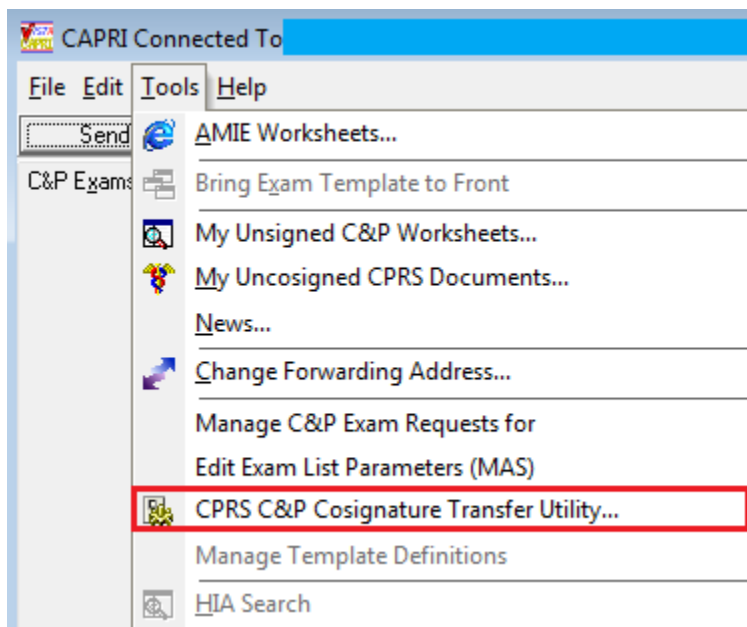 CAPRI Connected To
File Edit Tools Help
Send
AMIE Worksheets...
C&P Exams
Bring Exam Template to Front
My Unsigned C&P Worksheets...
My Uncosigned CPRS Documents...
News...
Change Forwarding Address...
Manage C&P Exam Requests for
Edit Exam List Parameters (MAS)
CPRS C&P Cosignature Transfer Utility...
Manage Template Definitions
HIA Search